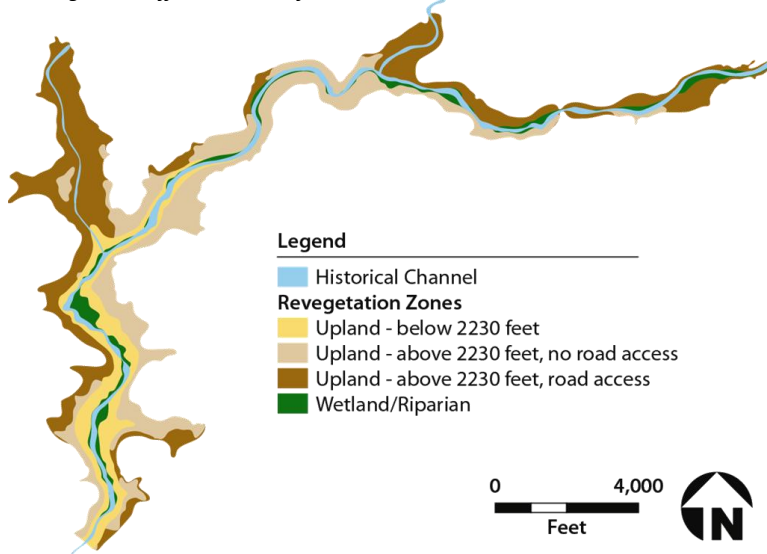 Legend
Historical Channel
Revegetation Zones
Upland - below 2230 feet
Upland - above 2230 feet, no road access
Upland - above 2230 feet, road access
Wetland/Riparian
0 4,000
Feet
N